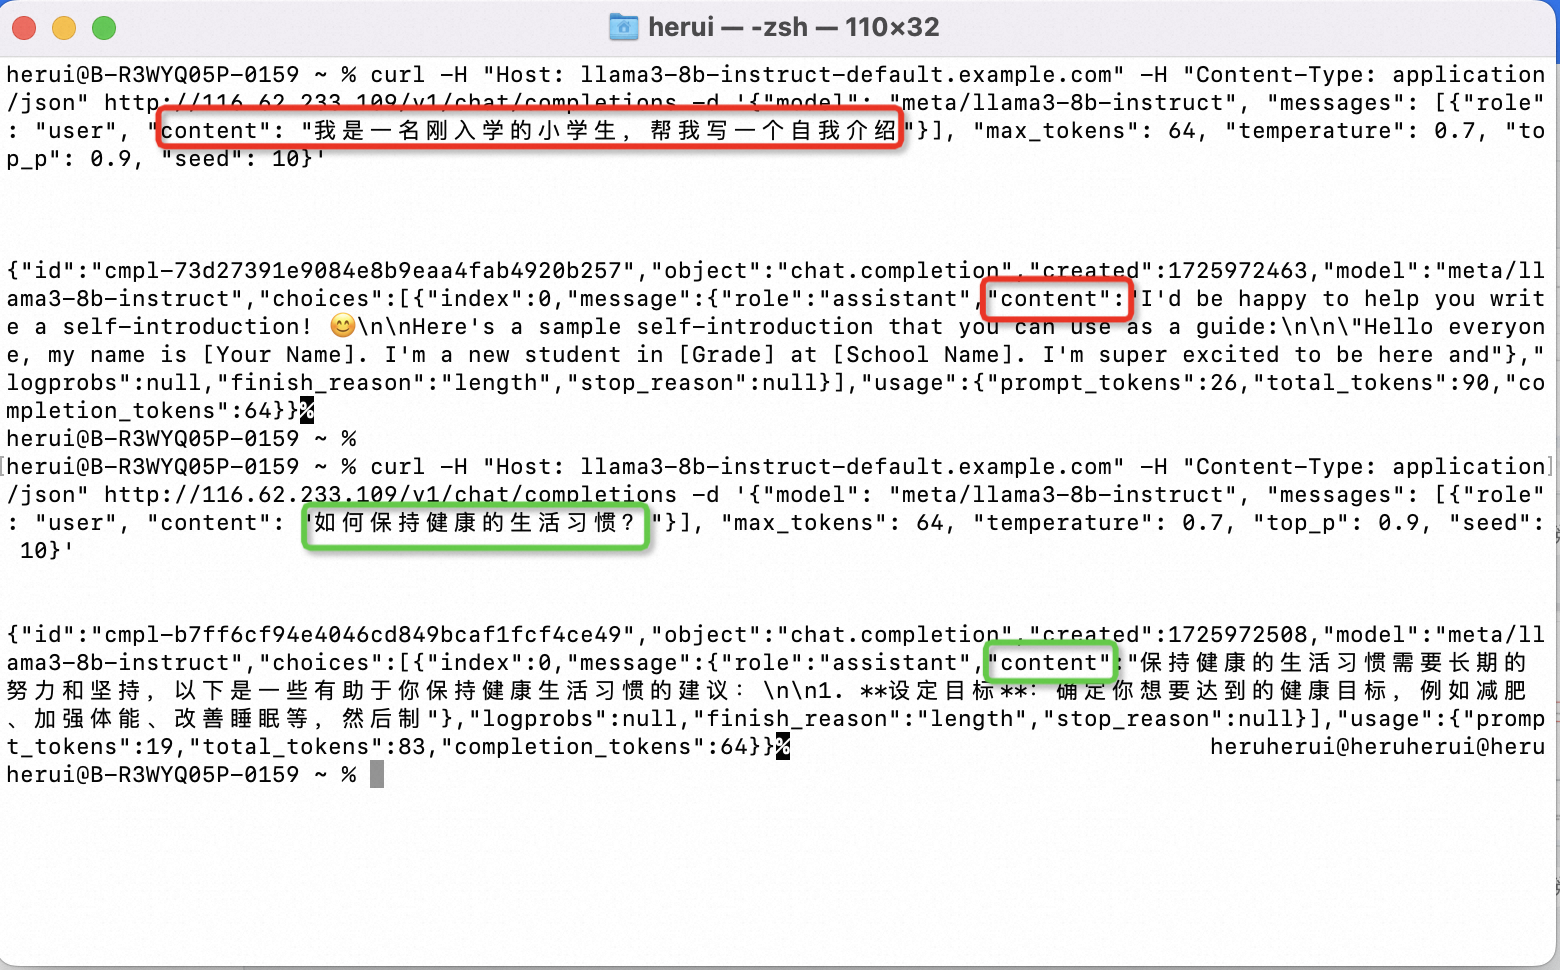 herui — -zsh — 110×32
herui@B-R3WYQ05P-0159 ~ % curl -H "Host: llama3-8b-instruct-default.example.com" -H "Content-Type: application
/json" http://116.62.233.109/v1/chat/completions -d '{"model": "meta/llama3-8b-instruct", "messages": [{"role"
: "user", "content": "我是一名刚入学的小学生，帮我写一个自我介绍"}], "max_tokens": 64, "temperature": 0.7, "to
p_p": 0.9, "seed": 10}'
{"id":"cmpl-73d27391e9084e8b9eaa4fab4920b257","object":"chat.completion","created":1725972463,"model":"meta/ll
ama3-8b-instruct","choices":[{"index":0,"message":{"role":"assistant","content":"I'd be happy to help you writ
e a self-introduction! 😊\n\nHere's a sample self-introduction that you can use as a guide:\n\n\"Hello everyon
e, my name is [Your Name]. I'm a new student in [Grade] at [School Name]. I'm super excited to be here and"},"
logprobs":null,"finish_reason":"length","stop_reason":null}],"usage":{"prompt_tokens":26,"total_tokens":90,"co
mpletion_tokens":64}}%
herui@B-R3WYQ05P-0159 ~ %
[herui@B-R3WYQ05P-0159 ~ % curl -H "Host: llama3-8b-instruct-default.example.com" -H "Content-Type: application]
/json" http://116.62.233.109/v1/chat/completions -d '{"model": "meta/llama3-8b-instruct", "messages": [{"role"
: "user", "content": "如何保持健康的生活习惯？"}], "max_tokens": 64, "temperature": 0.7, "top_p": 0.9, "seed":
10}'
{"id":"cmpl-b7ff6cf94e4046cd849bcaf1fcf4ce49","object":"chat.completion","created":1725972508,"model":"meta/ll
ama3-8b-instruct","choices":[{"index":0,"message":{"role":"assistant","content":"保持健康的生活习惯需要长期的
努力和坚持，以下是一些有助于你保持健康生活习惯的建议：\n\n1. **设定目标**：确定你想要达到的健康目标，例如减肥
、加强体能、改善睡眠等，然后制"},"logprobs":null,"finish_reason":"length","stop_reason":null}],"usage":{"promp
t_tokens":19,"total_tokens":83,"completion_tokens":64}}% heruherui@heruherui@heru
herui@B-R3WYQ05P-0159 ~ %